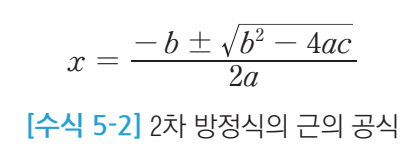 x = \frac{-b \pm \sqrt{b^2 - 4ac}}{2a}
[수식 5-2] 2차 방정식의 근의 공식